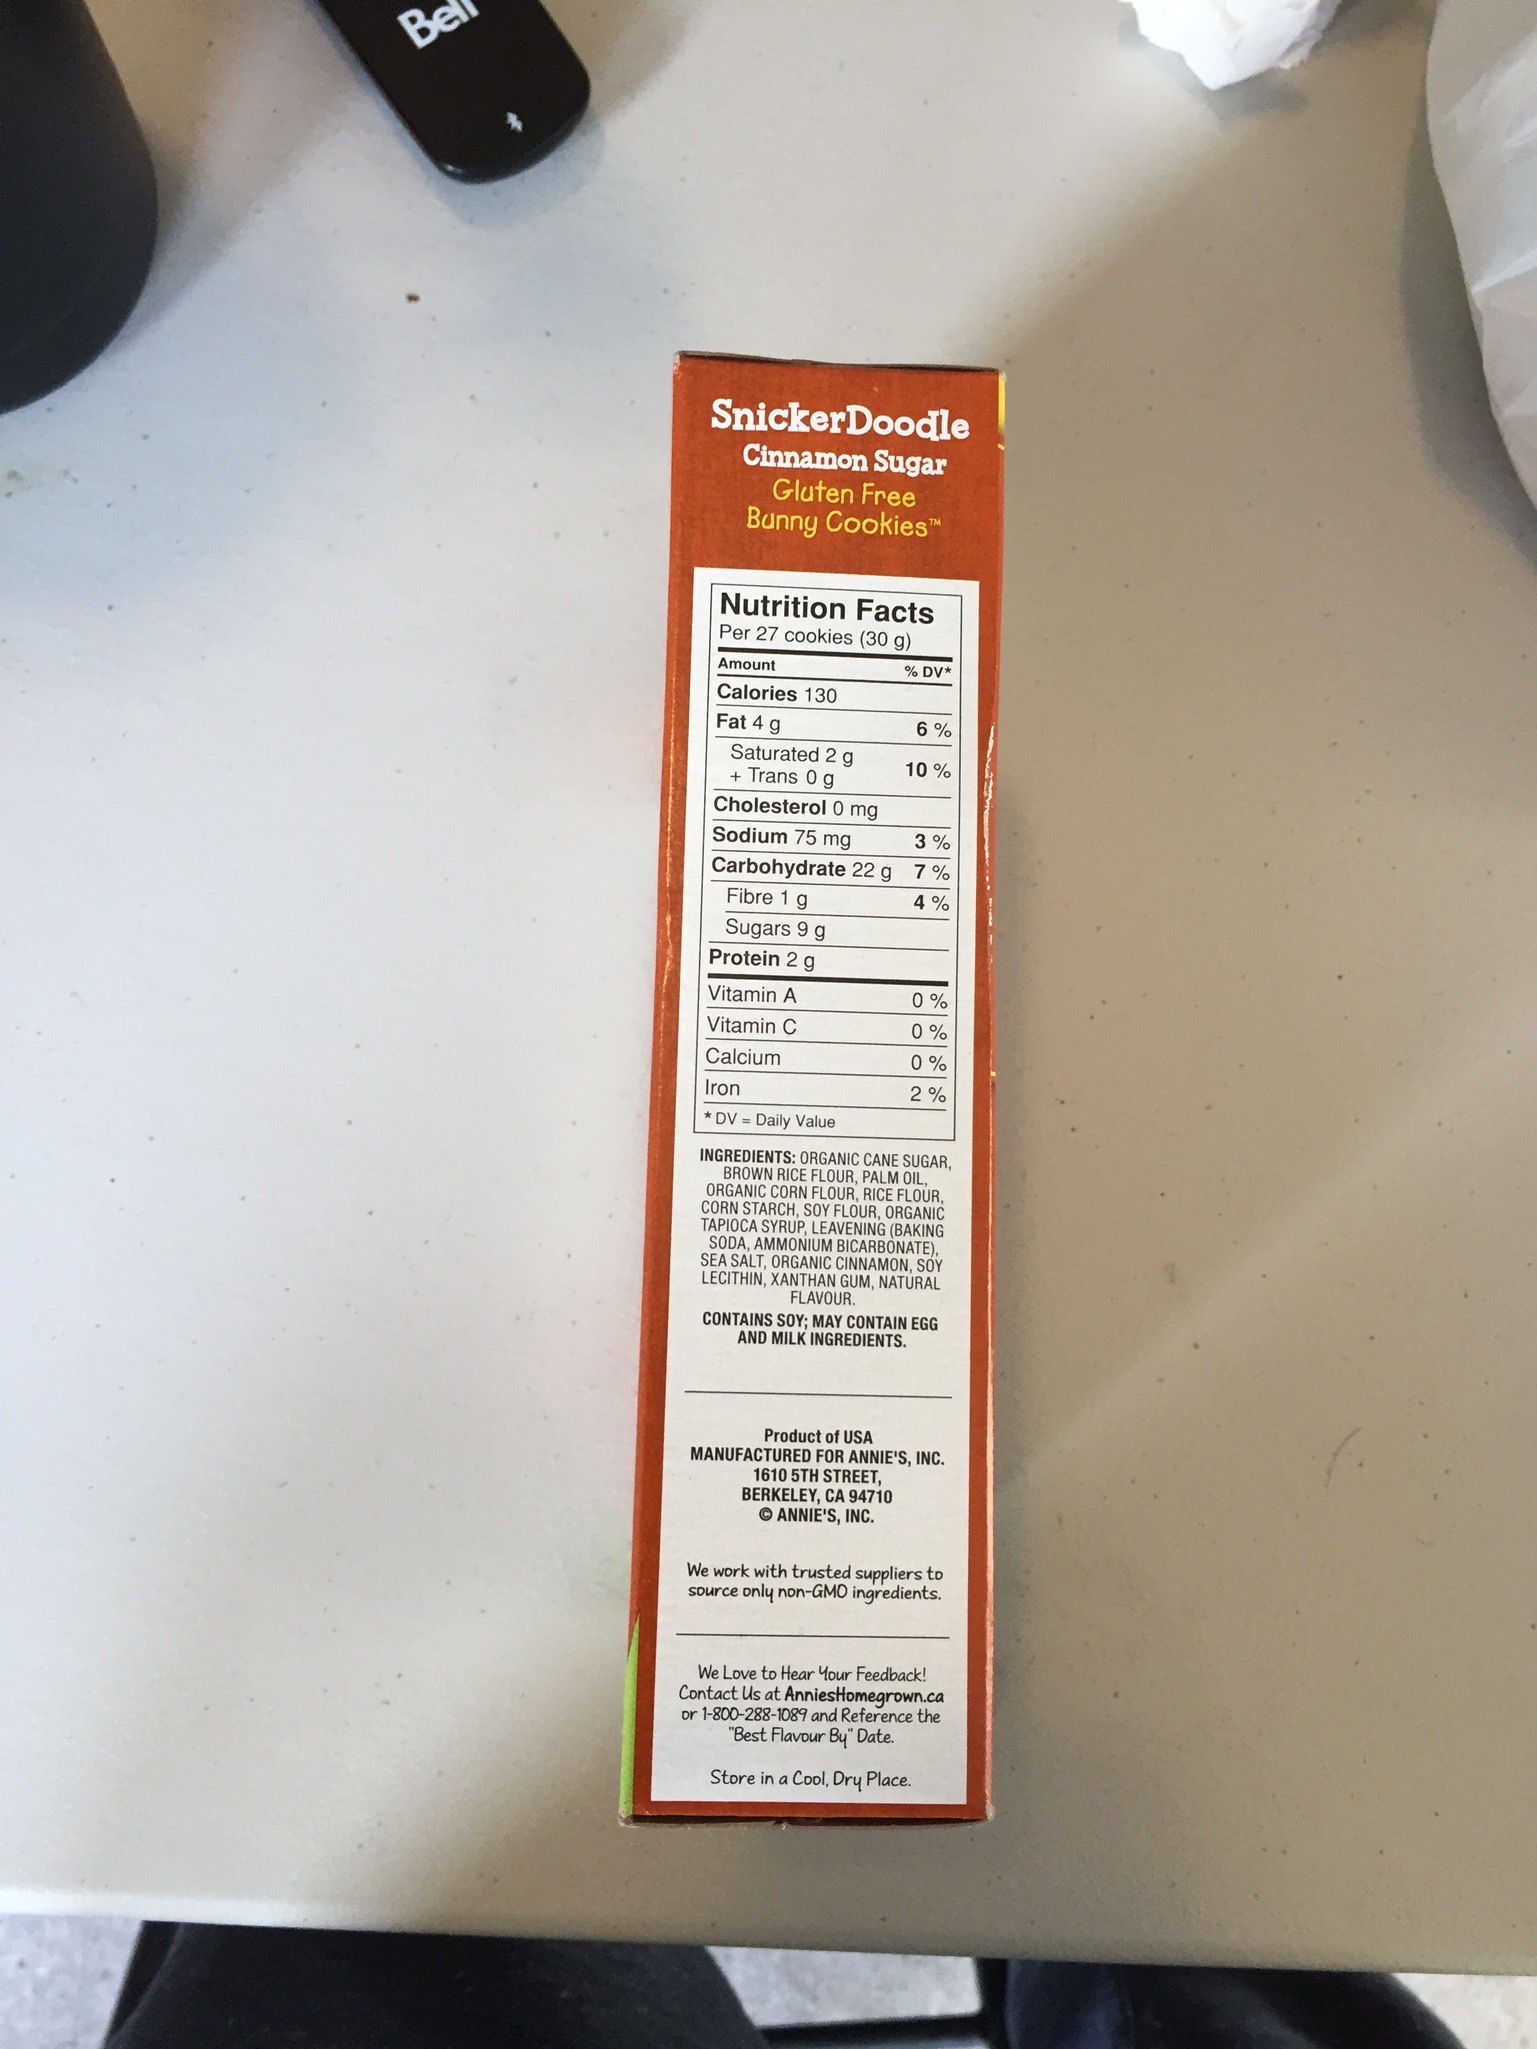 Bell
SnickerDoodle
Cinnamon Sugar
Gluten Free
Bunny Cookies™
Nutrition Facts
Per 27 cookies (30 g)
Amount % DV*
Calories 130
Fat 4 g 6 %
Saturated 2 g
+ Trans 0 g 10 %
Cholesterol 0 mg
Sodium 75 mg 3 %
Carbohydrate 22 g 7 %
Fibre 1 g 4 %
Sugars 9 g
Protein 2 g
Vitamin A 0 %
Vitamin C 0 %
Calcium 0 %
Iron 2 %
* DV = Daily Value
INGREDIENTS: ORGANIC CANE SUGAR,
BROWN RICE FLOUR, PALM OIL,
ORGANIC CORN FLOUR, RICE FLOUR,
CORN STARCH, SOY FLOUR, ORGANIC
TAPIOCA SYRUP, LEAVENING (BAKING
SODA, AMMONIUM BICARBONATE),
SEA SALT, ORGANIC CINNAMON, SOY
LECITHIN, XANTHAN GUM, NATURAL
FLAVOUR.
CONTAINS SOY; MAY CONTAIN EGG
AND MILK INGREDIENTS.
Product of USA
MANUFACTURED FOR ANNIE'S, INC.
1610 5TH STREET,
BERKELEY, CA 94710
© ANNIE'S, INC.
We work with trusted suppliers to
source only non-GMO ingredients.
We Love to Hear Your Feedback!
Contact Us at AnniesHomegrown.ca
or 1-800-288-1089 and Reference the
"Best Flavour By" Date.
Store in a Cool, Dry Place.